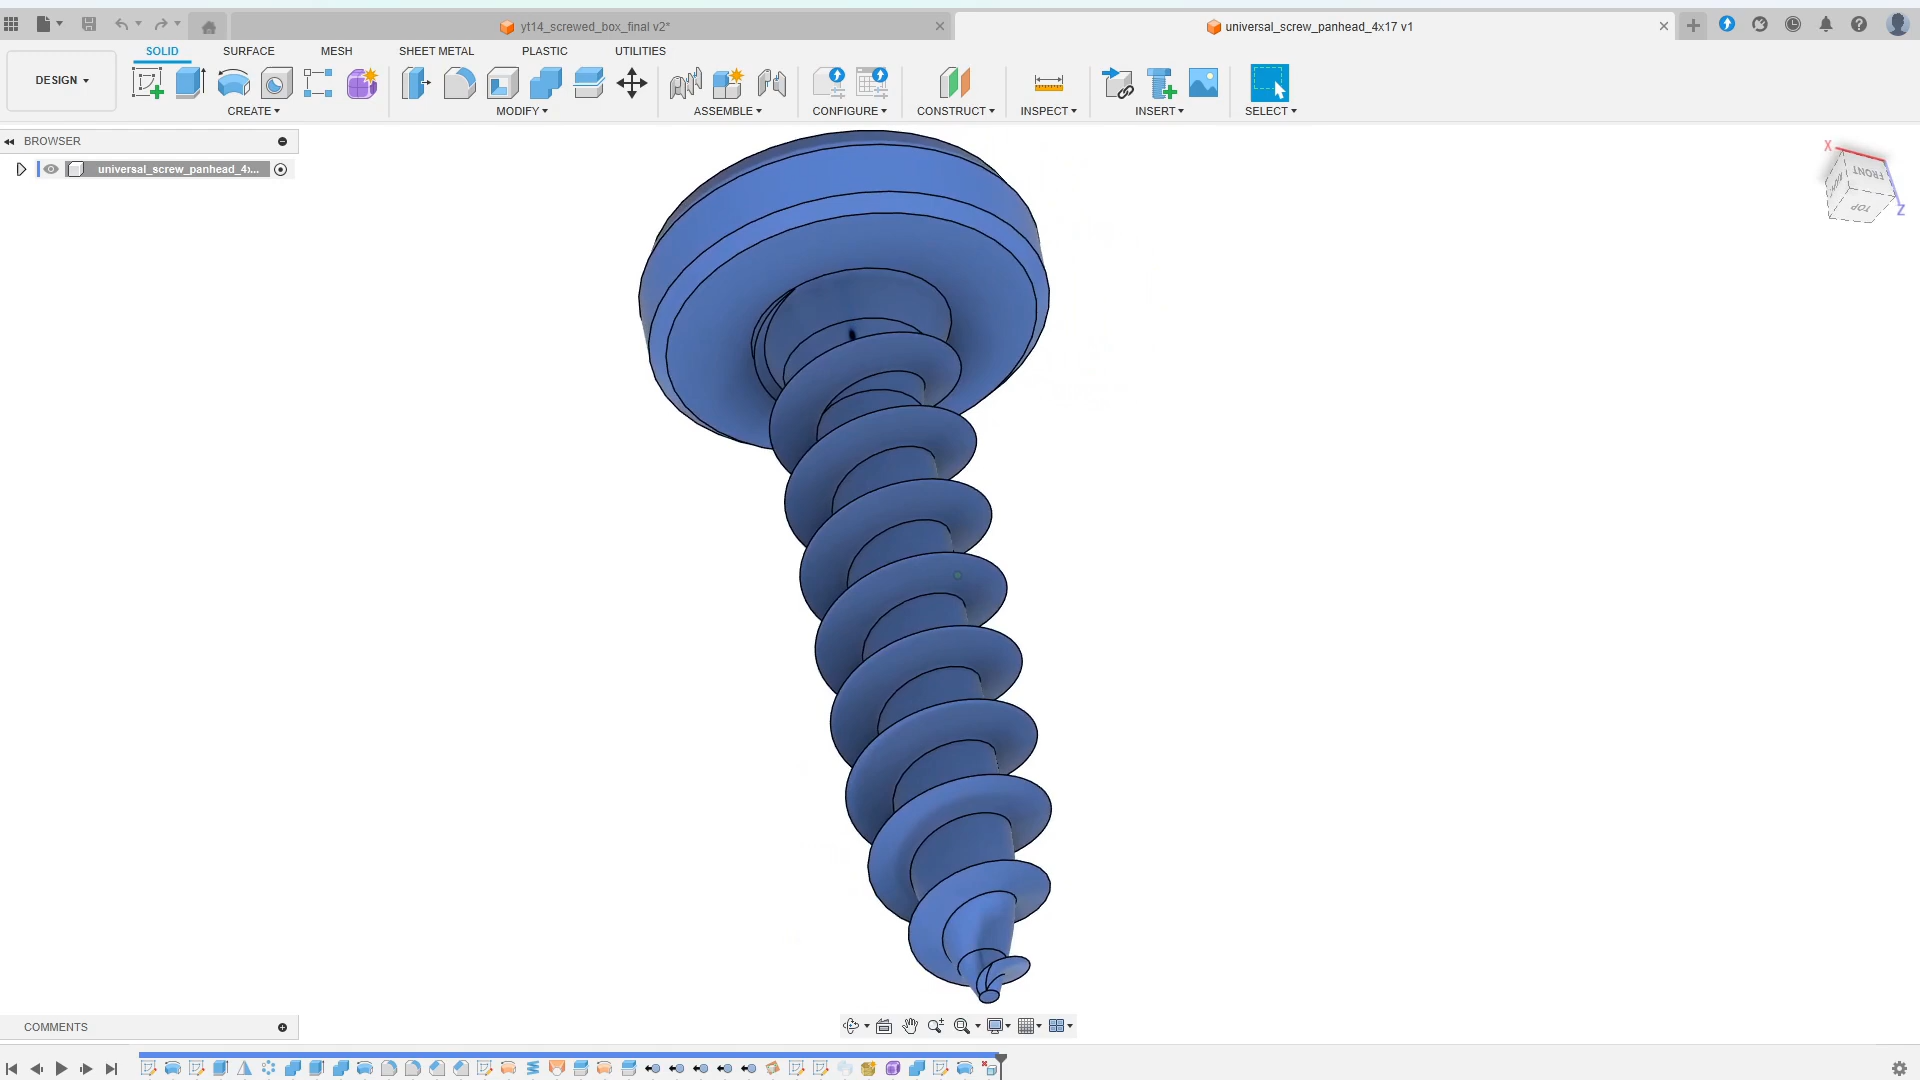 yt14_screwed_box_final v2*
universal_screw_panhead_4x17 v1
SOLID SURFACE MESH SHEET METAL PLASTIC UTILITIES
DESIGN
CREATE MODIFY ASSEMBLE CONFIGURE CONSTRUCT INSPECT INSERT SELECT
BROWSER
universal_screw_panhead_4x...
X
FRONT
TOP
Z
COMMENTS